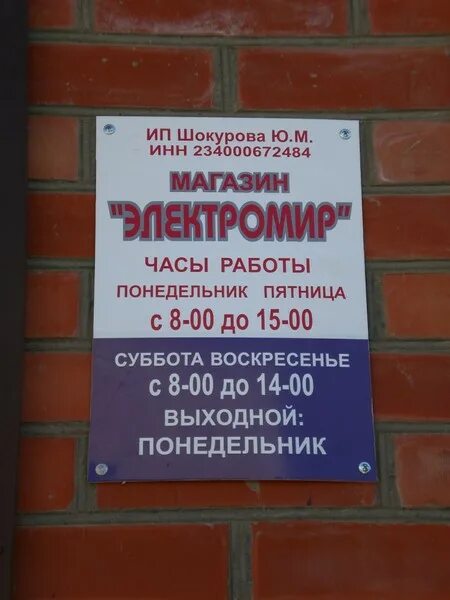 ИП Шокурова Ю.М.
ИНН 234000672484
МАГАЗИН
"ЭЛЕКТРОМИР"
ЧАСЫ РАБОТЫ
ПОНЕДЕЛЬНИК ПЯТНИЦА
с 8-00 до 15-00
СУББОТА ВОСКРЕСЕНЬЕ
с 8-00 до 14-00
ВЫХОДНОЙ:
ПОНЕДЕЛЬНИК